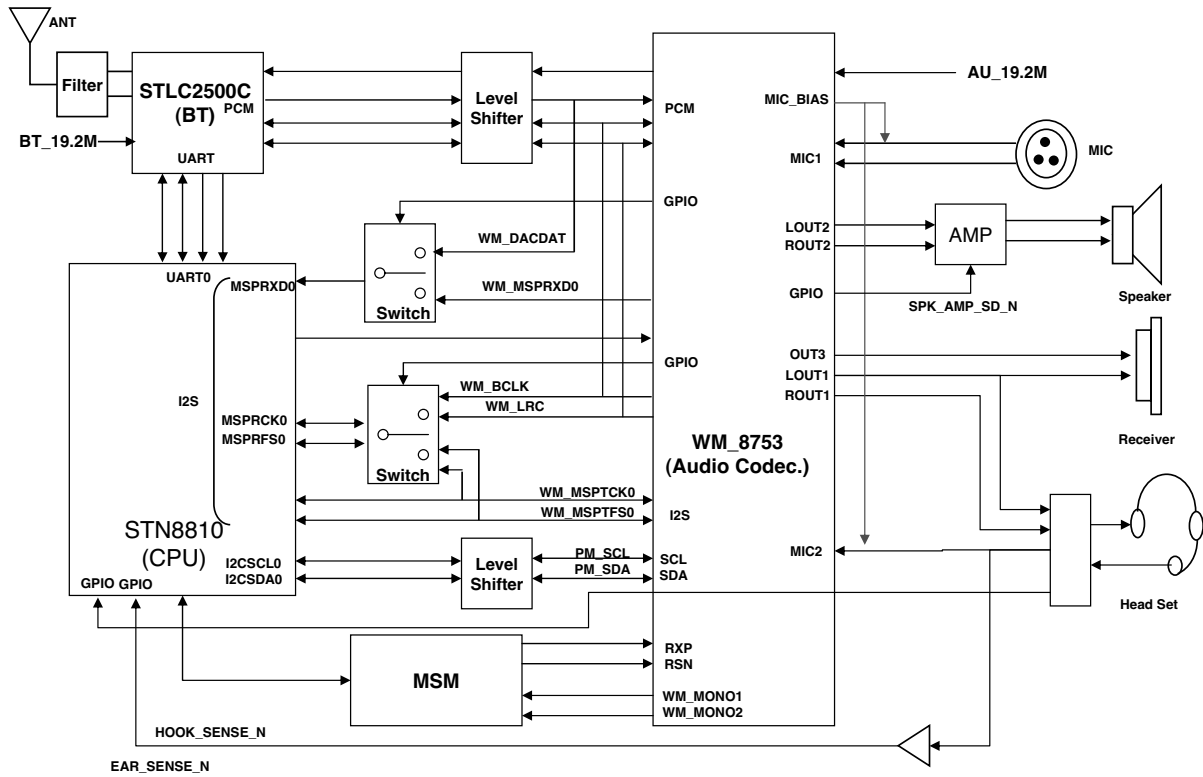 ANT
Filter
STLC2500C
(BT)
PCM
UART
BT_19.2M
Level
Shifter
PCM
AU_19.2M
MIC_BIAS
MIC1
MIC
GPIO
WM_DACDAT
LOUT2
ROUT2
AMP
Speaker
UART0
MSPRXD0
WM_MSPRXD0
Switch
GPIO
SPK_AMP_SD_N
GPIO
OUT3
LOUT1
ROUT1
Receiver
I2S
WM_BCLK
WM_LRC
MSPRCK0
MSPRFS0
Switch
WM_8753
(Audio Codec.)
WM_MSPTCK0
WM_MSPTFS0
I2S
STN8810
(CPU)
I2CSCL0
I2CSDA0
Level
Shifter
PM_SCL
PM_SDA
SCL
SDA
MIC2
GPIO
GPIO
Head Set
MSM
RXP
RSN
WM_MONO1
WM_MONO2
HOOK_SENSE_N
EAR_SENSE_N